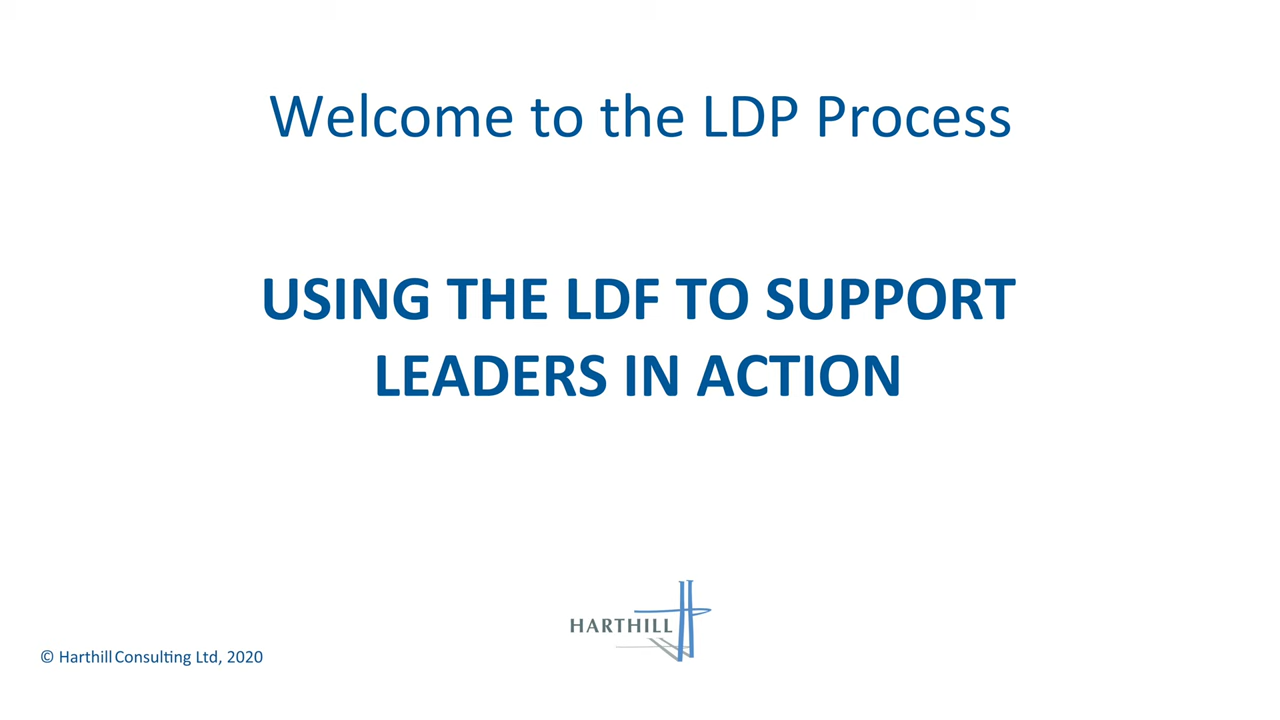 Welcome to the LDP Process
USING THE LDF TO SUPPORT
LEADERS IN ACTION
HARTHILL
© Harthill Consulting Ltd, 2020